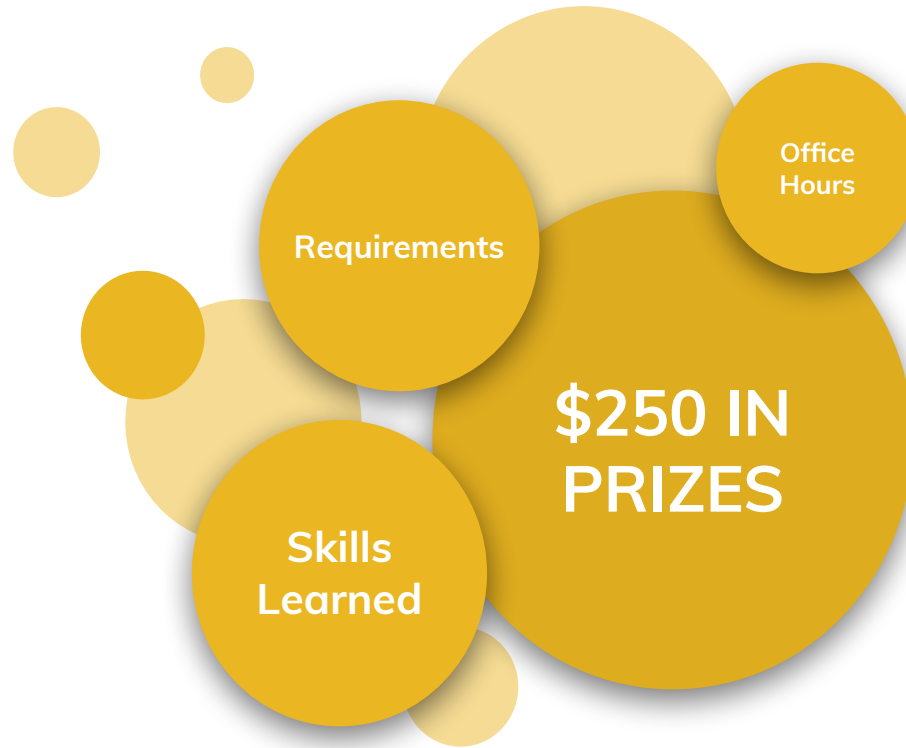 Office
Hours
Requirements
$250 IN
PRIZES
Skills
Learned